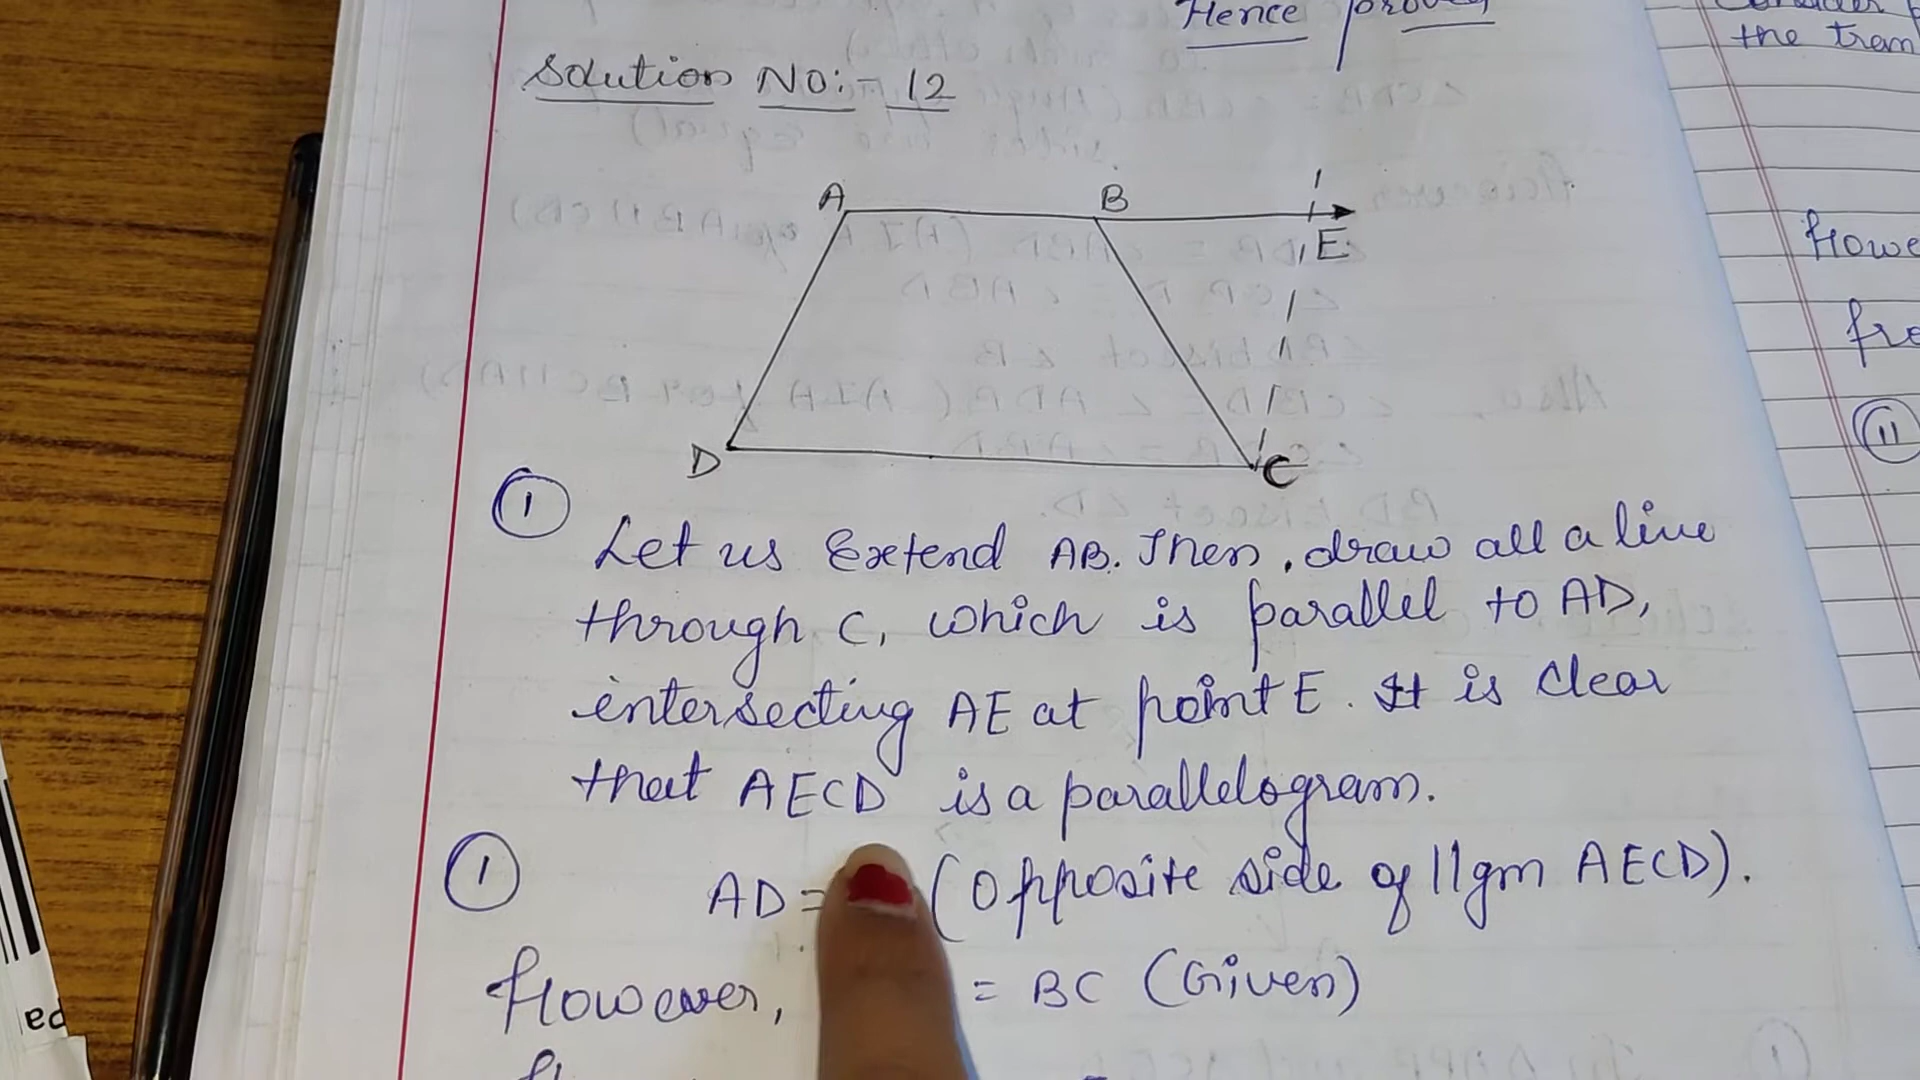 Hence proved
Solution NO:- 12
A B
E
D C
① Let us Extend AB. Then, draw all a line
through C, which is parallel to AD,
intersecting AE at point E. It is clear
that AECD is a parallelogram.
① AD= (Opposite side of ||gm AECD).
However, = BC (Given)
the tran
Howe
fro
⑪